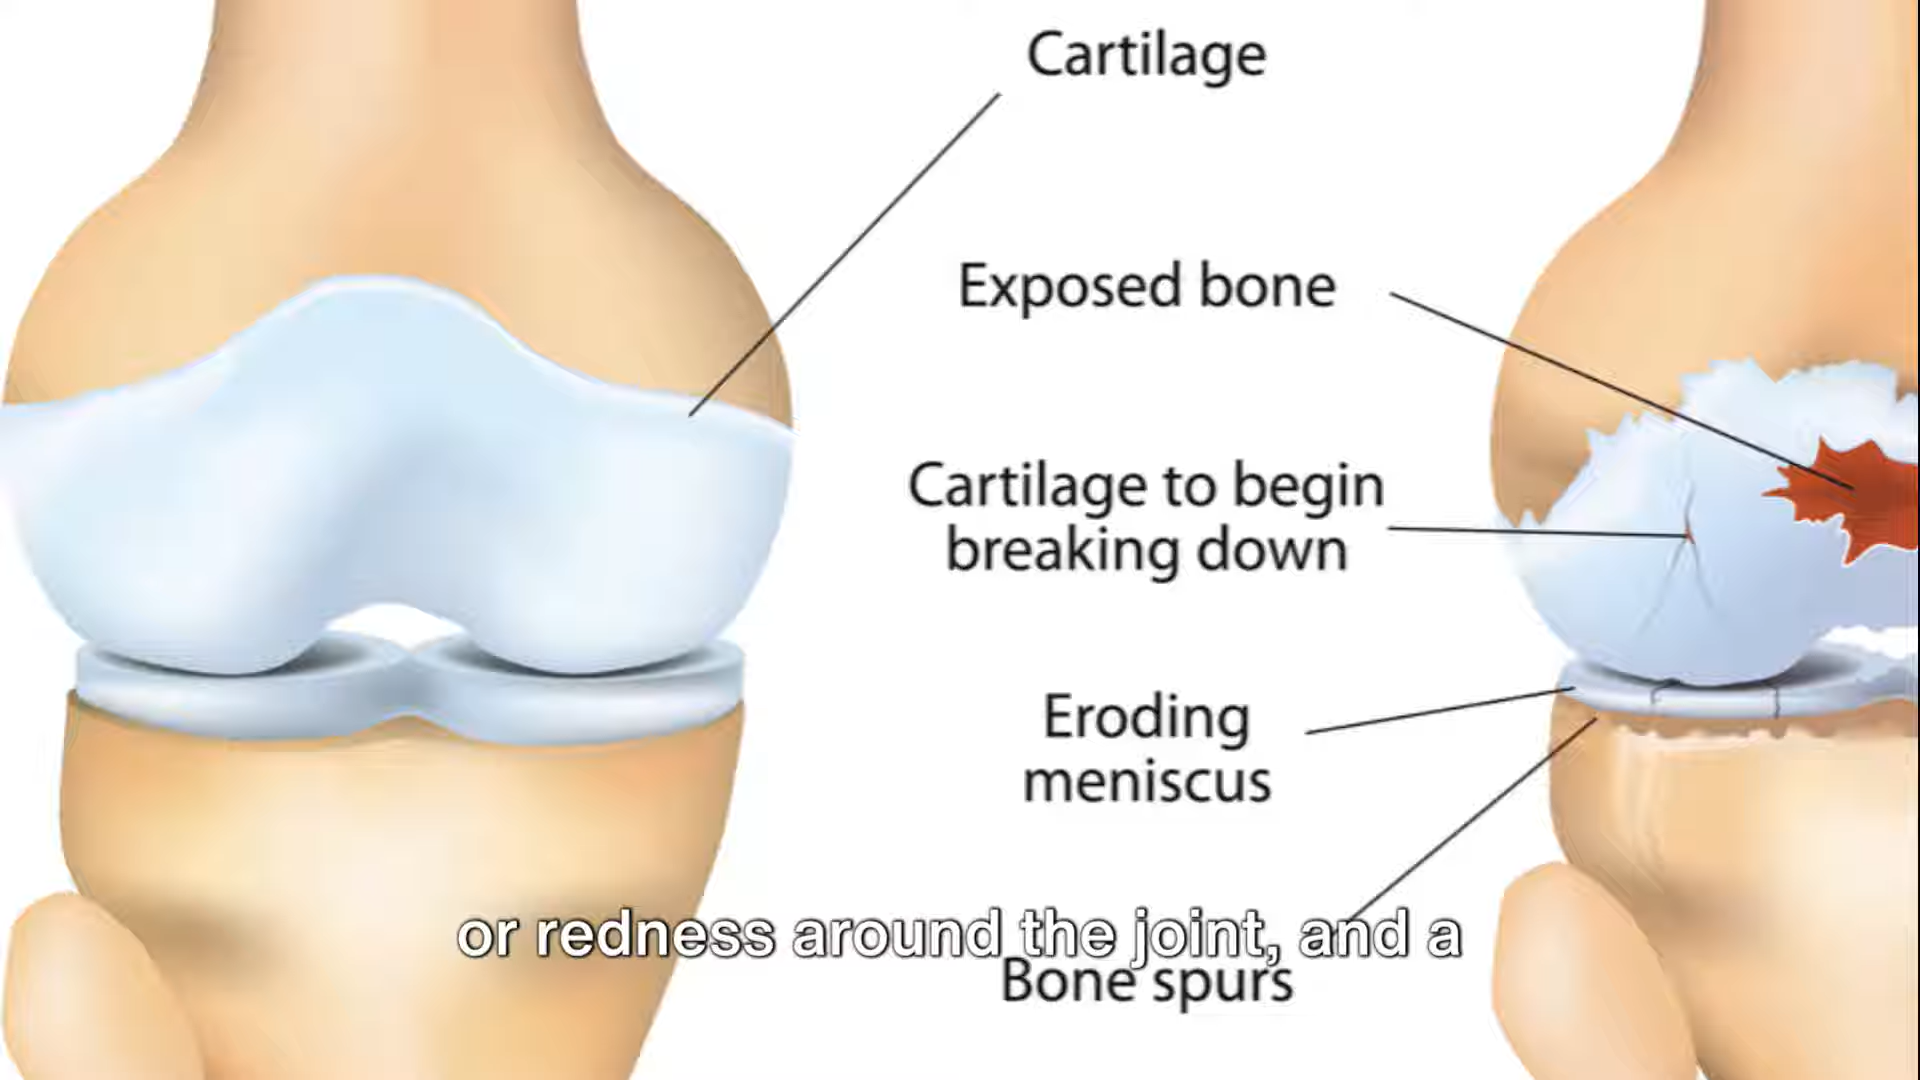 Cartilage
Exposed bone
Cartilage to begin
breaking down
Eroding
meniscus
or redness around the joint, and a
Bone spurs